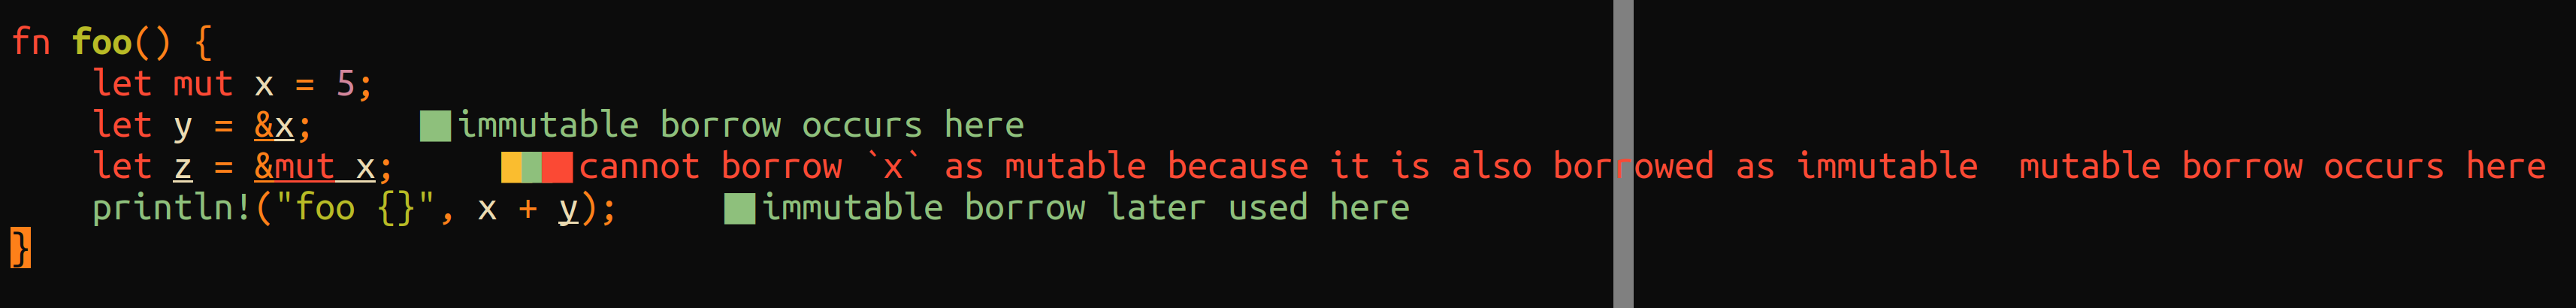 fn foo() {
    let mut x = 5;
    let y = &x;     immutable borrow occurs here
    let z = &mut x;     cannot borrow `x` as mutable because it is also borrowed as immutable  mutable borrow occurs here
    println!("foo {}", x + y);     immutable borrow later used here
}